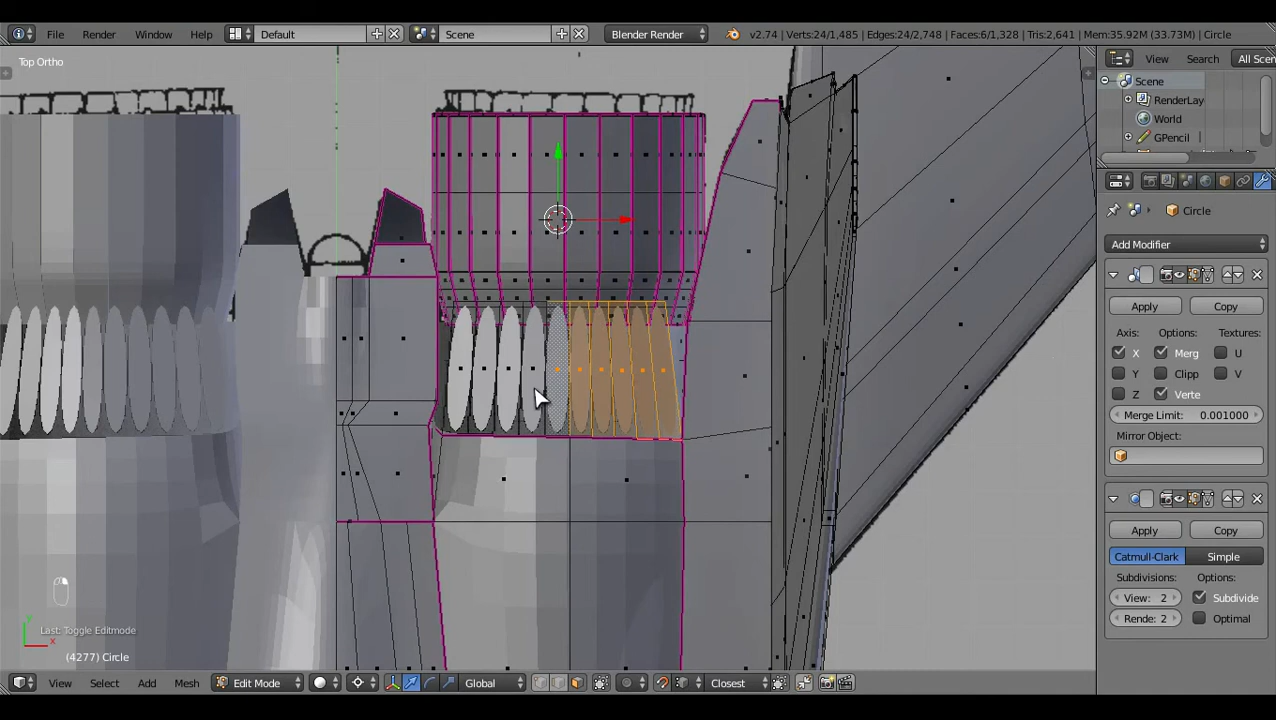 File Render Window Help Default Scene Blender Render v2.74 | Verts:24/1,485 | Edges:24/2,748 | Faces:6/1,328 | Tris:2,641 | Mem:35.92M (33.73M) | Circle
Top Ortho
View Search All Scen
Scene
RenderLay
World
GPencil
Circle
Add Modifier
Apply Copy
Axis: Options: Textures:
X Merg U
Y Clipp V
Z Verte
Merge Limit: 0.001000
Mirror Object:
Apply Copy
Catmull-Clark Simple
Subdivisions: Options:
View: 2 Subdivide
Rende: 2 Optimal
Last: Toggle Editmode
(4277) Circle
View Select Add Mesh Edit Mode Global Closest